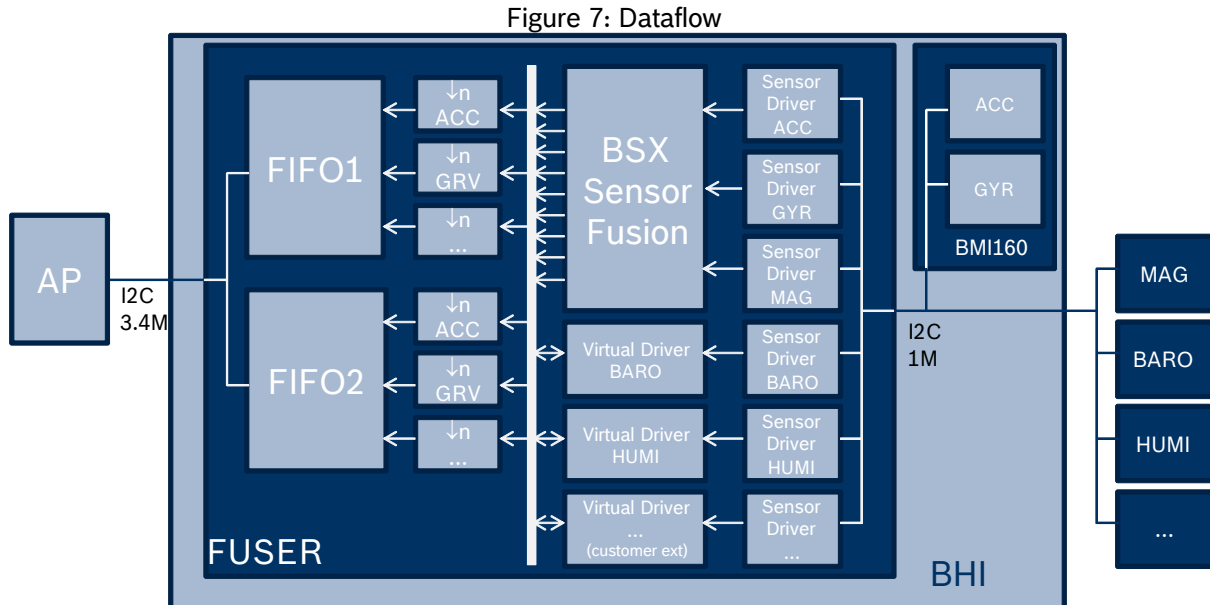 Figure 7: Dataflow
AP
I2C
3.4M
FIFO1
↓n
ACC
↓n
GRV
↓n
...
FIFO2
↓n
ACC
↓n
GRV
↓n
...
BSX
Sensor
Fusion
Virtual Driver
BARO
Virtual Driver
HUMI
Virtual Driver
...
(customer ext)
Sensor
Driver
ACC
Sensor
Driver
GYR
Sensor
Driver
MAG
Sensor
Driver
BARO
Sensor
Driver
HUMI
Sensor
Driver
...
FUSER
ACC
GYR
BMI160
I2C
1M
BHI
MAG
BARO
HUMI
...